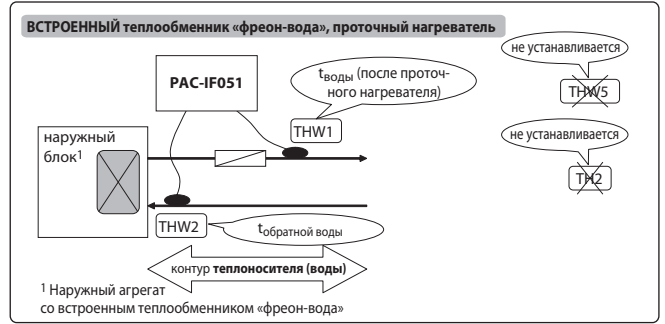 ВСТРОЕННЫЙ теплообменник «фреон-вода», проточный нагреватель
PAC-IF051
tводы (после проточ-
ного нагревателя)
THW1
не устанавливается
THW5
не устанавливается
TH2
наружный
блок1
THW2
tобратной воды
контур теплоносителя (воды)
1 Наружный агрегат
со встроенным теплообменником «фреон-вода»